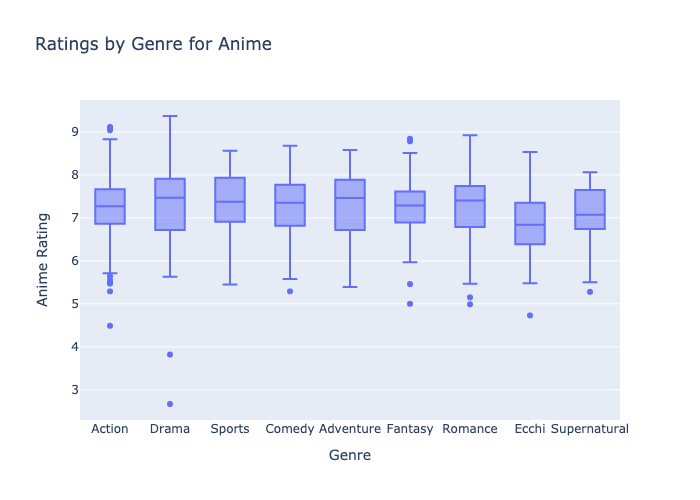 Ratings by Genre for Anime
9
8
7
6
5
4
3
Anime Rating
Action Drama Sports Comedy Adventure Fantasy Romance Ecchi Supernatural
Genre